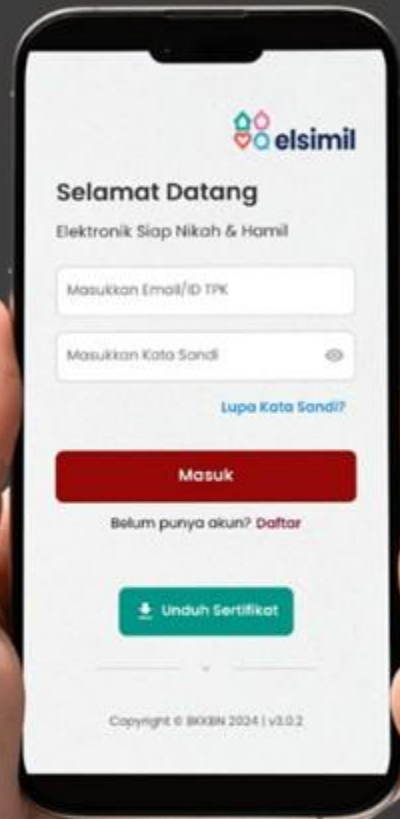 elsimil
Selamat Datang
Elektronik Siap Nikah & Hamil
Masukkan Email/ID TPK
Masukkan Kata Sandi
Lupa Kata Sandi?
Masuk
Belum punya akun? Daftar
Unduh Sertifikat
Copyright © BKKBN 2024 | v3.0.2